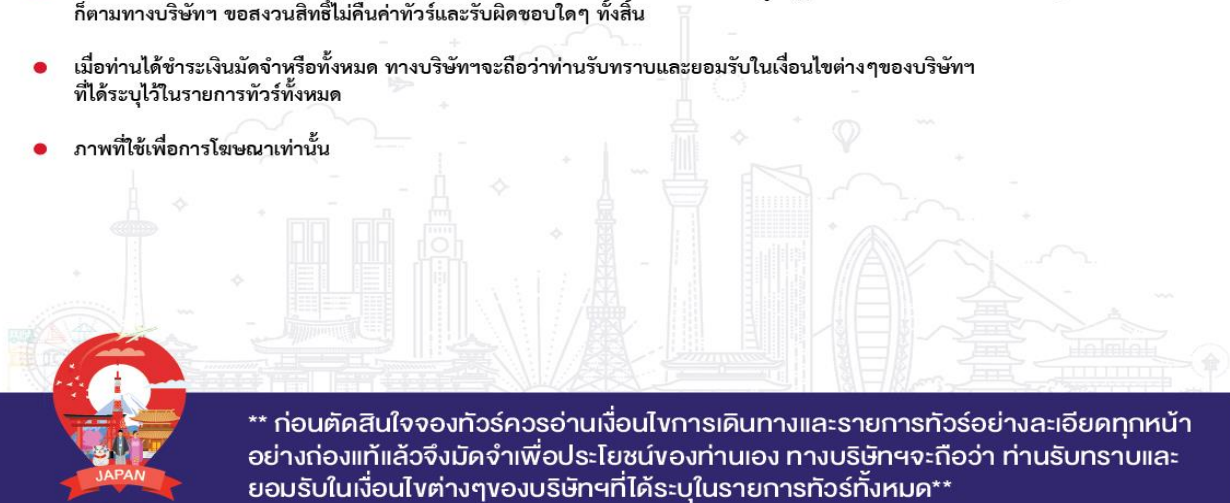 ก็ตามทางบริษัทฯ ขอสงวนสิทธิ์ไม่คืนค่าทัวร์และรับผิดชอบใดๆ ทั้งสิ้น
เมื่อท่านได้ชำระเงินมัดจำหรือทั้งหมด ทางบริษัทฯจะถือว่าท่านรับทราบและยอมรับในเงื่อนไขต่างๆของบริษัทฯ
ที่ได้ระบุไว้ในรายการทัวร์ทั้งหมด
ภาพที่ใช้เพื่อการโฆษณาเท่านั้น
** ก่อนตัดสินใจจองทัวร์ควรอ่านเงื่อนไขการเดินทางและรายการทัวร์อย่างละเอียดทุกหน้า
อย่างถ่องแท้แล้วจึงมัดจำเพื่อประโยชน์ของท่านเอง ทางบริษัทฯจะถือว่า ท่านรับทราบและ
ยอมรับในเงื่อนไขต่างๆของบริษัทฯที่ได้ระบุในรายการทัวร์ทั้งหมด**
JAPAN